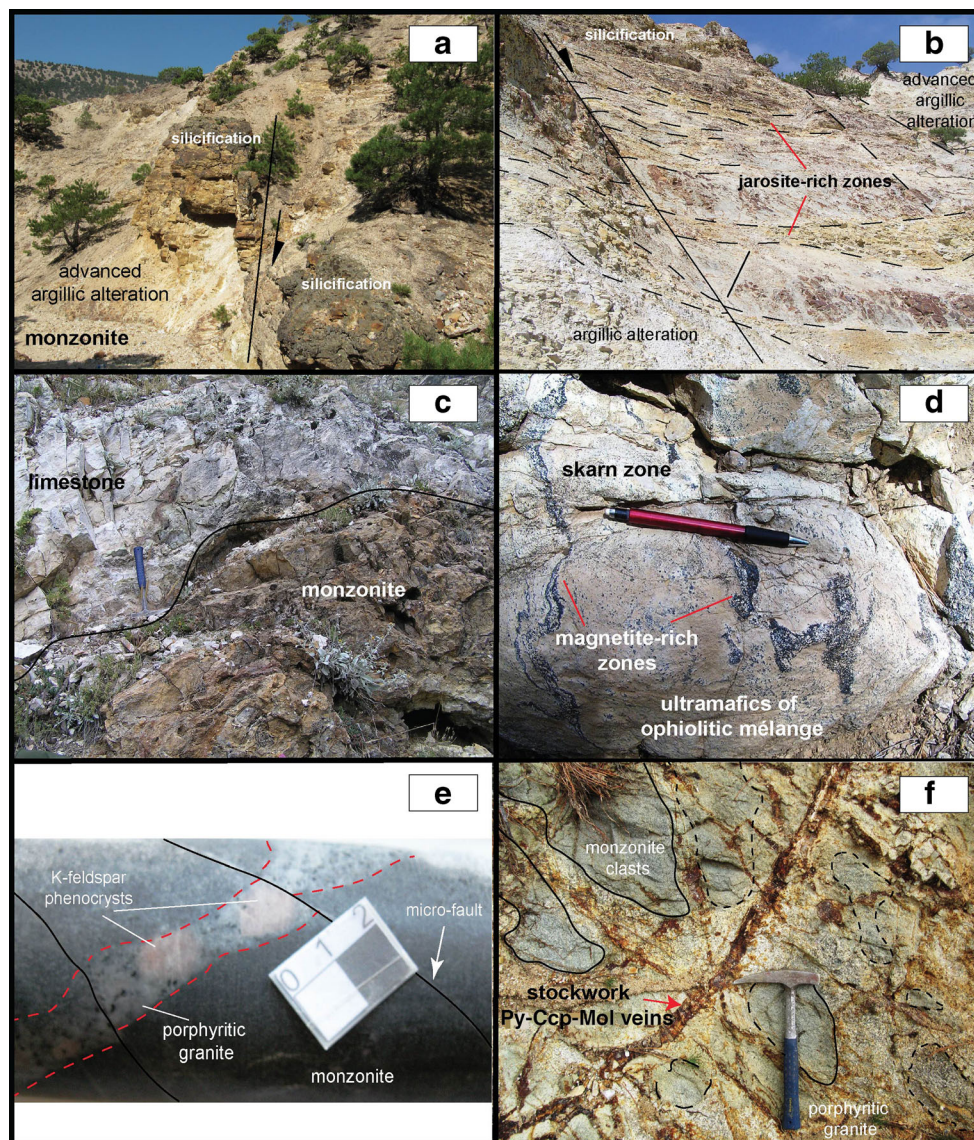 a
silicification
silicification
advanced
argillic alteration
monzonite
b
silicification
advanced
argillic
alteration
jarosite-rich zones
argillic alteration
c
limestone
monzonite
d
skarn zone
magnetite-rich
zones
ultramafics of
ophiolitic mélange
e
K-feldspar
phenocrysts
micro-fault
0 1 2
porphyritic
granite
monzonite
f
monzonite
clasts
stockwork
Py-Ccp-Mol veins
porphyritic
granite